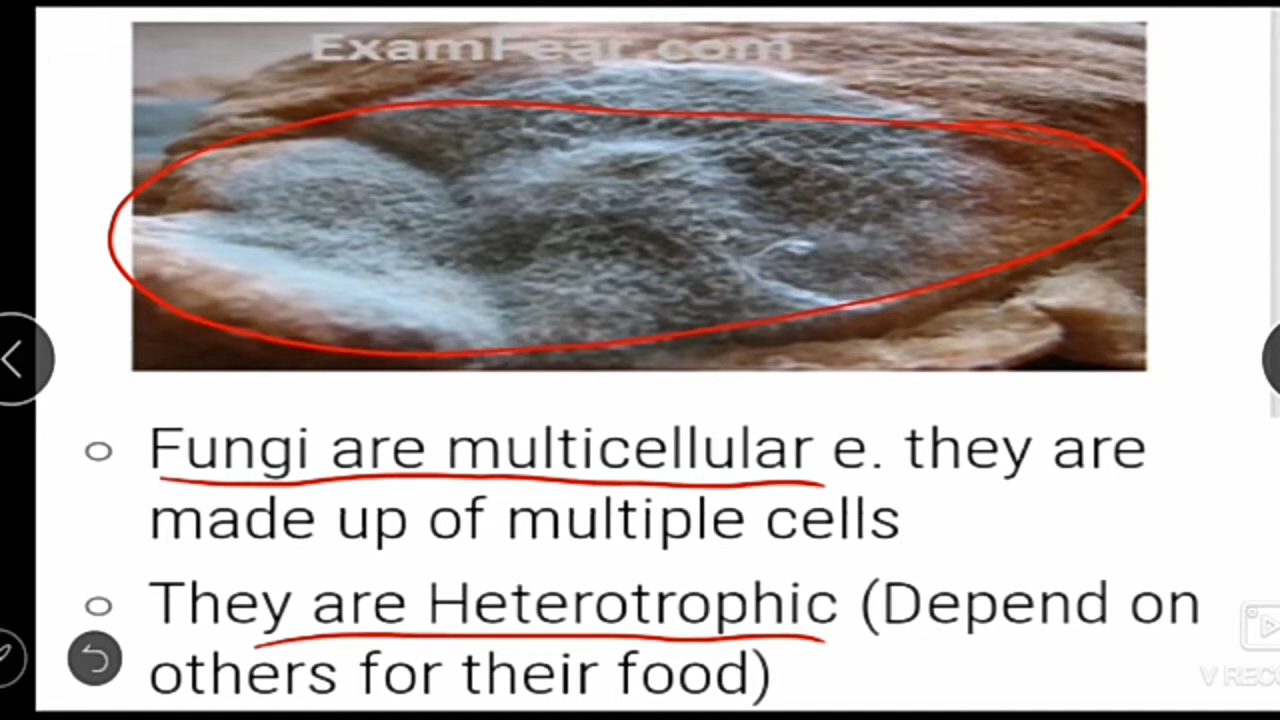 ExamFear.com
Fungi are multicellular e. they are
made up of multiple cells
They are Heterotrophic (Depend on
others for their food)
V RECO